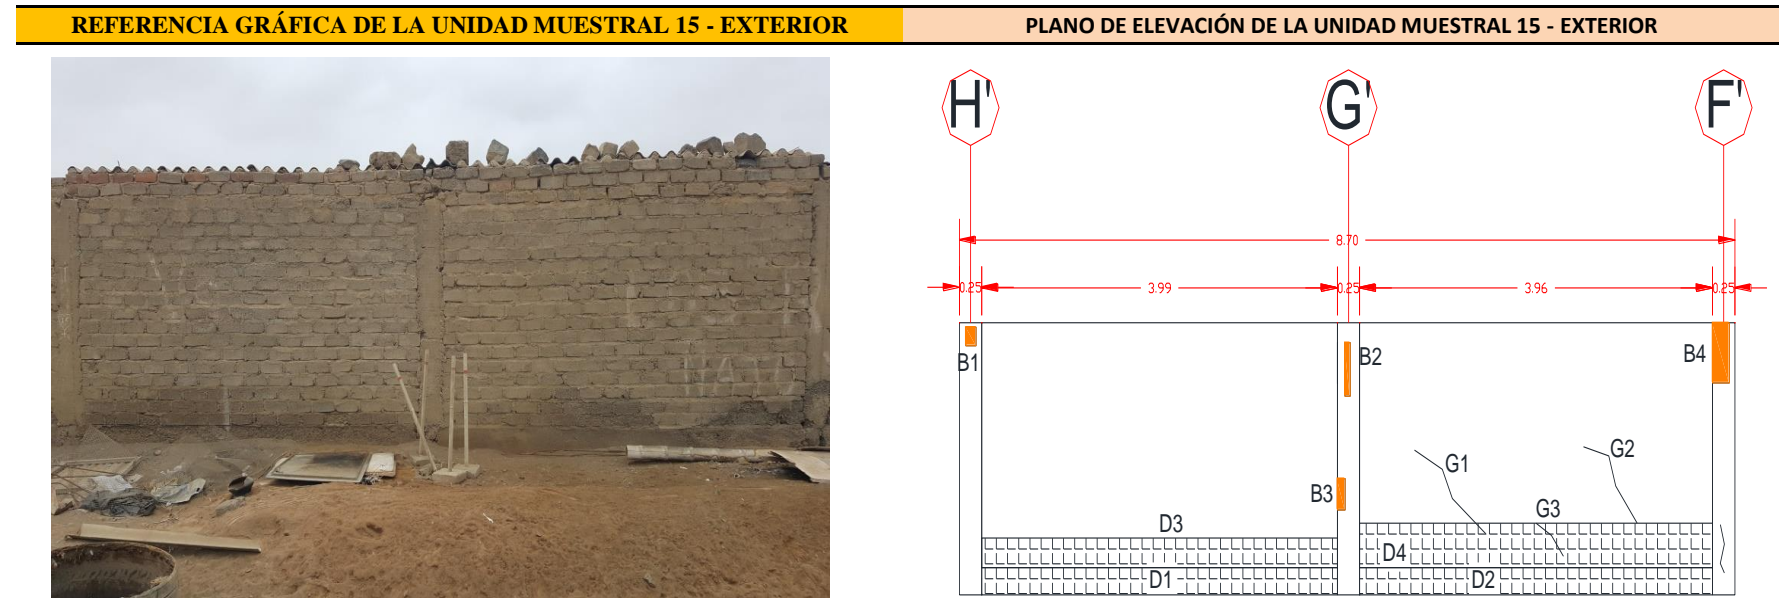 REFERENCIA GRÁFICA DE LA UNIDAD MUESTRAL 15 - EXTERIOR
PLANO DE ELEVACIÓN DE LA UNIDAD MUESTRAL 15 - EXTERIOR
H' G' F'
8.70
0.25 3.99 0.25 3.96 0.25
B1 B2 B4
G1 G2
B3 G3
D3
D4
D1 D2